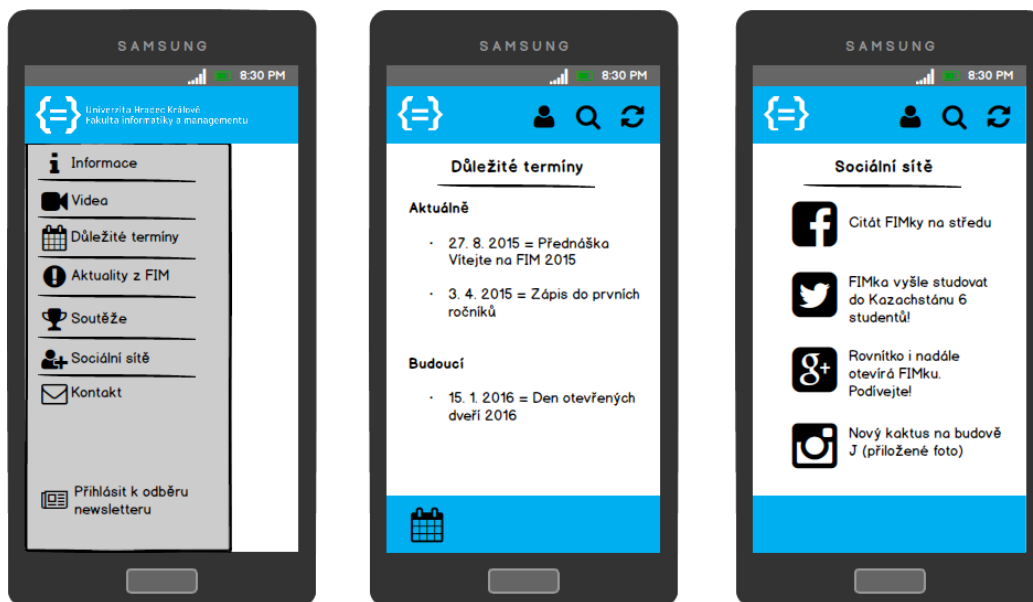 SAMSUNG
8:30 PM
{=}
Univerzita Hradec Králové
Fakulta informatiky a managementu
Informace
Videa
Důležité termíny
Aktuality z FIM
Soutěže
Sociální sítě
Kontakt
Přihlásit k odběru
newsletteru
SAMSUNG
8:30 PM
{=}
Důležité termíny
Aktuálně
· 27. 8. 2015 = Přednáška
Vítejte na FIM 2015
· 3. 4. 2015 = Zápis do prvních
ročníků
Budoucí
· 15. 1. 2016 = Den otevřených
dveří 2016
SAMSUNG
8:30 PM
{=}
Sociální sítě
Citát FIMky na středu
FIMka vyšle studovat
do Kazachstánu 6
studentů!
g+
Rovnítko i nadále
otevírá FIMku.
Podívejte!
Nový kaktus na budově
J (přiložené foto)